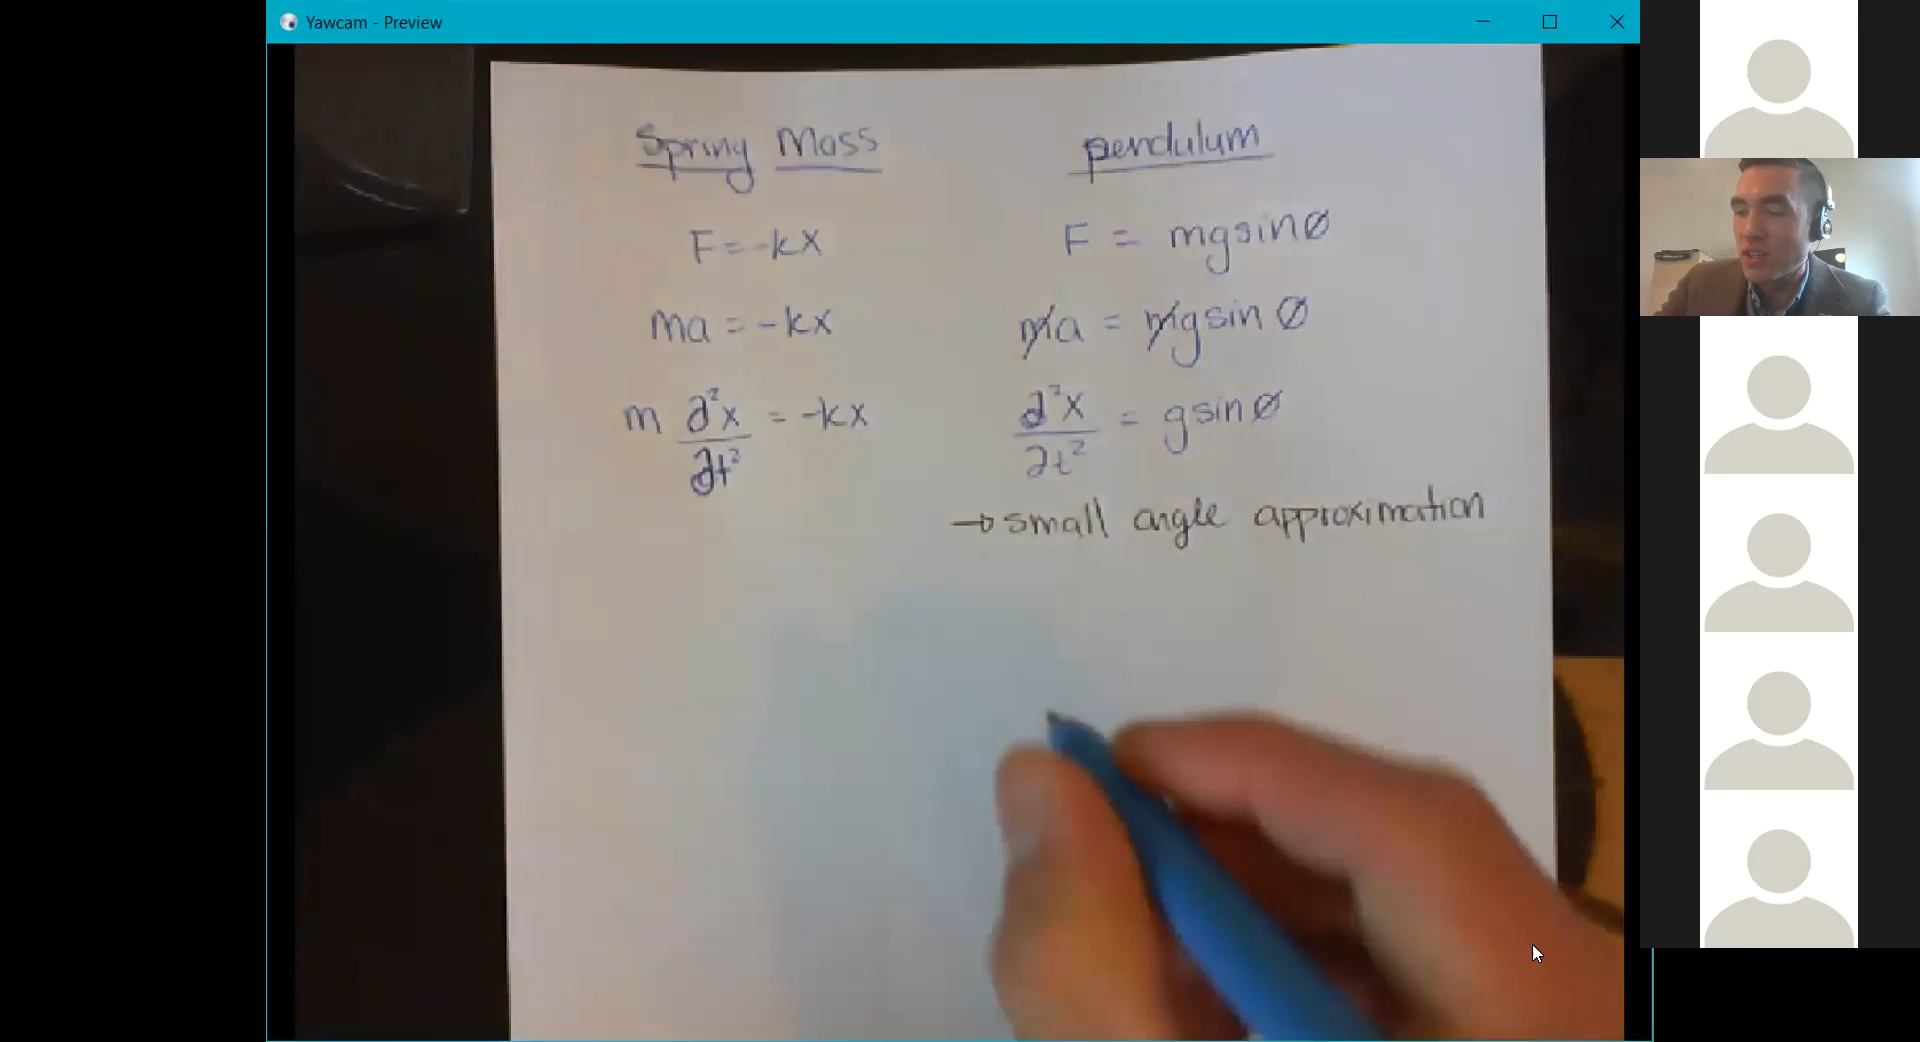 Yawcam - Preview
Spring Mass
F = -kx
ma = -kx
m ∂²x/∂t² = -kx
pendulum
F = mgsinø
ma = mgsin ø
∂²x/∂t² = gsinø
→ small angle approximation